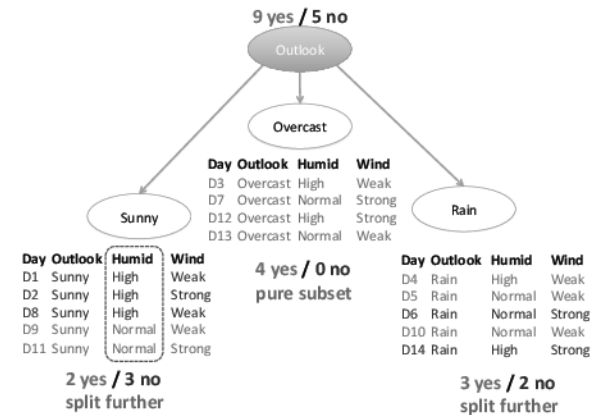 9 yes / 5 no
Outlook
Overcast
Day Outlook Humid Wind
D3 Overcast High Weak
D7 Overcast Normal Strong
D12 Overcast High Strong
D13 Overcast Normal Weak
4 yes / 0 no
pure subset
Sunny
Day Outlook Humid Wind
D1 Sunny High Weak
D2 Sunny High Strong
D8 Sunny High Weak
D9 Sunny Normal Weak
D11 Sunny Normal Strong
2 yes / 3 no
split further
Rain
Day Outlook Humid Wind
D4 Rain High Weak
D5 Rain Normal Weak
D6 Rain Normal Strong
D10 Rain Normal Weak
D14 Rain High Strong
3 yes / 2 no
split further